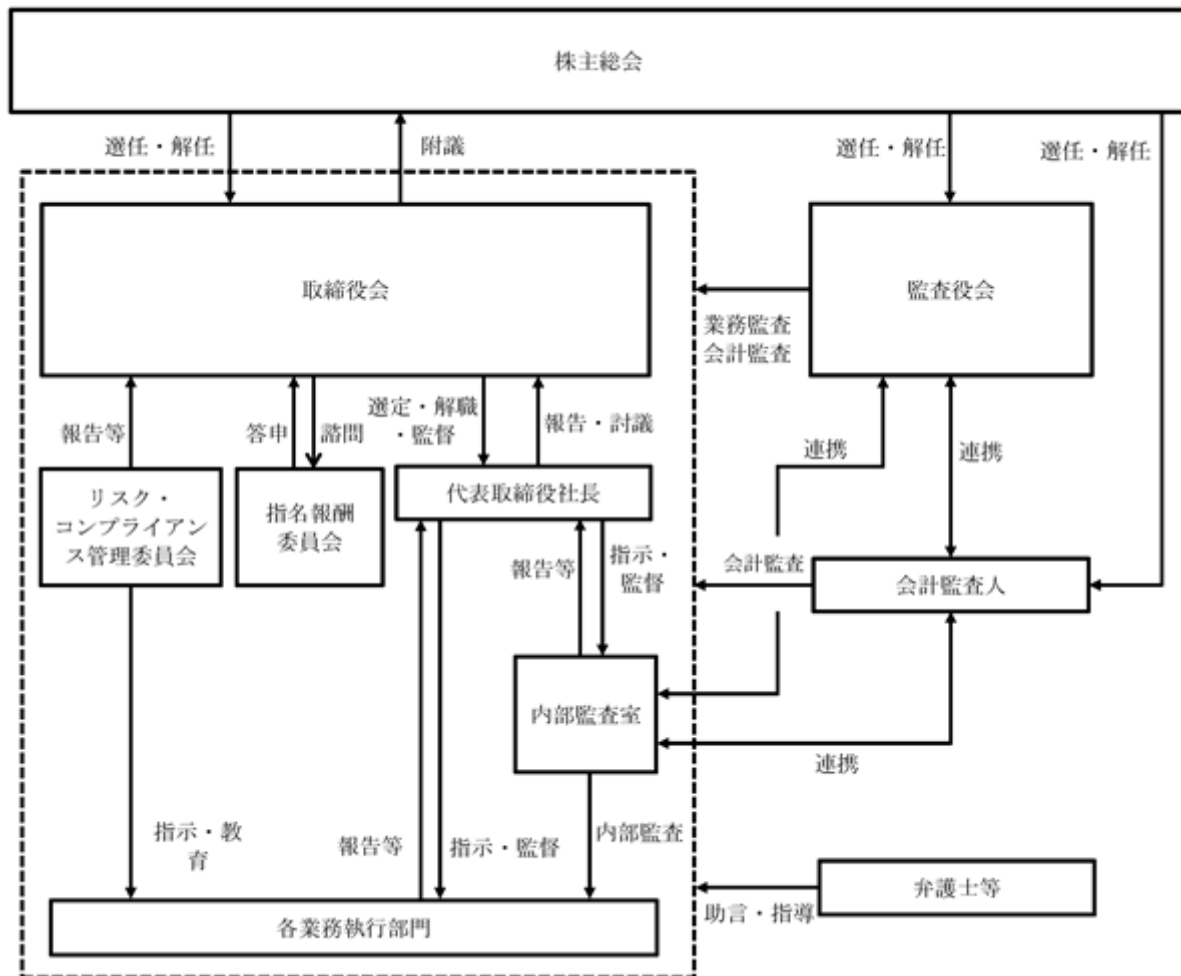 株主総会
選任・解任
附議
選任・解任
選任・解任
取締役会
監査役会
業務監査
会計監査
報告等
答申
諮問
選定・解職
・監督
報告・討議
連携
連携
リスク・
コンプライアン
ス管理委員会
指名報酬
委員会
代表取締役社長
報告等
指示・
監督
会計監査
会計監査人
内部監査室
連携
指示・教
育
報告等
指示・監督
内部監査
弁護士等
助言・指導
各業務執行部門